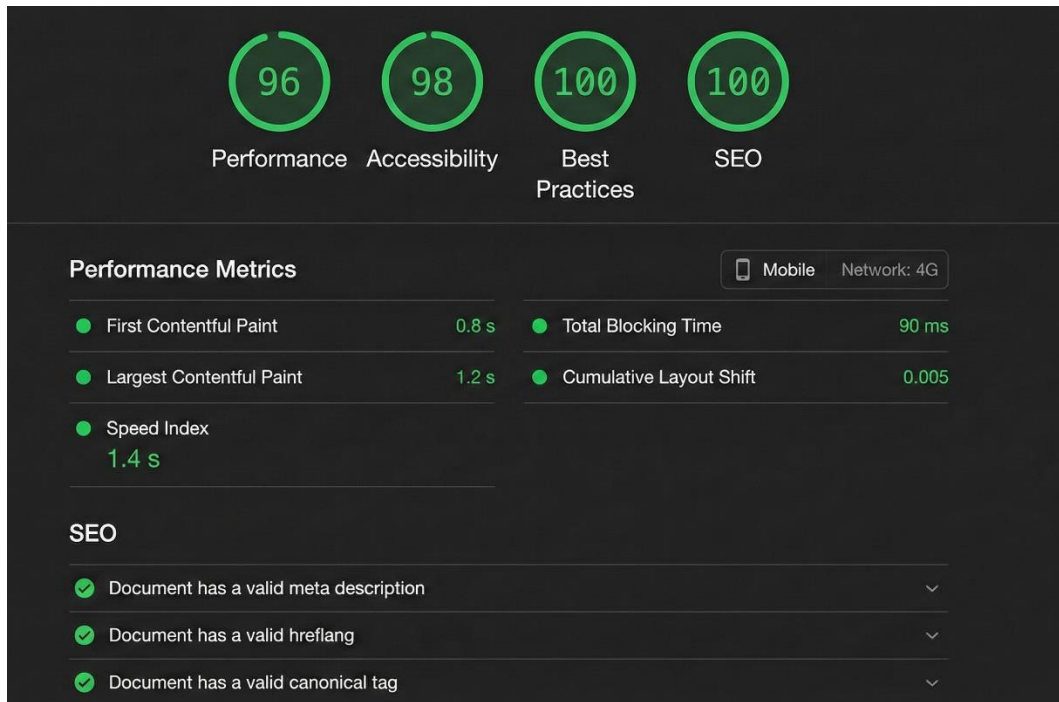 96
98
100
100
Performance
Accessibility
Best
Practices
SEO
Performance Metrics
Mobile
Network: 4G
First Contentful Paint
0.8 s
Total Blocking Time
90 ms
Largest Contentful Paint
1.2 s
Cumulative Layout Shift
0.005
Speed Index
1.4 s
SEO
Document has a valid meta description
Document has a valid hreflang
Document has a valid canonical tag